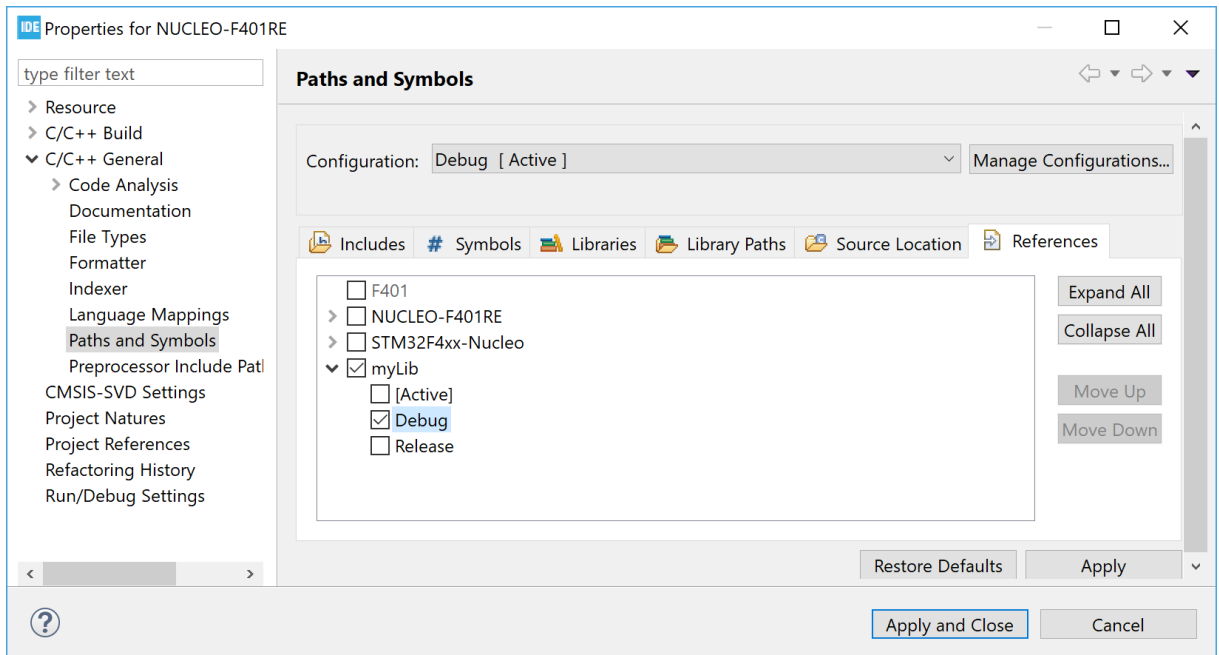 IDE Properties for NUCLEO-F401RE
type filter text
Resource
C/C++ Build
C/C++ General
Code Analysis
Documentation
File Types
Formatter
Indexer
Language Mappings
Paths and Symbols
Preprocessor Include Pat
CMSIS-SVD Settings
Project Natures
Project References
Refactoring History
Run/Debug Settings
Paths and Symbols
Configuration: Debug [ Active ] Manage Configurations...
Includes # Symbols Libraries Library Paths Source Location References
F401
NUCLEO-F401RE
STM32F4xx-Nucleo
myLib
[Active]
Debug
Release
Expand All
Collapse All
Move Up
Move Down
Restore Defaults Apply
? Apply and Close Cancel